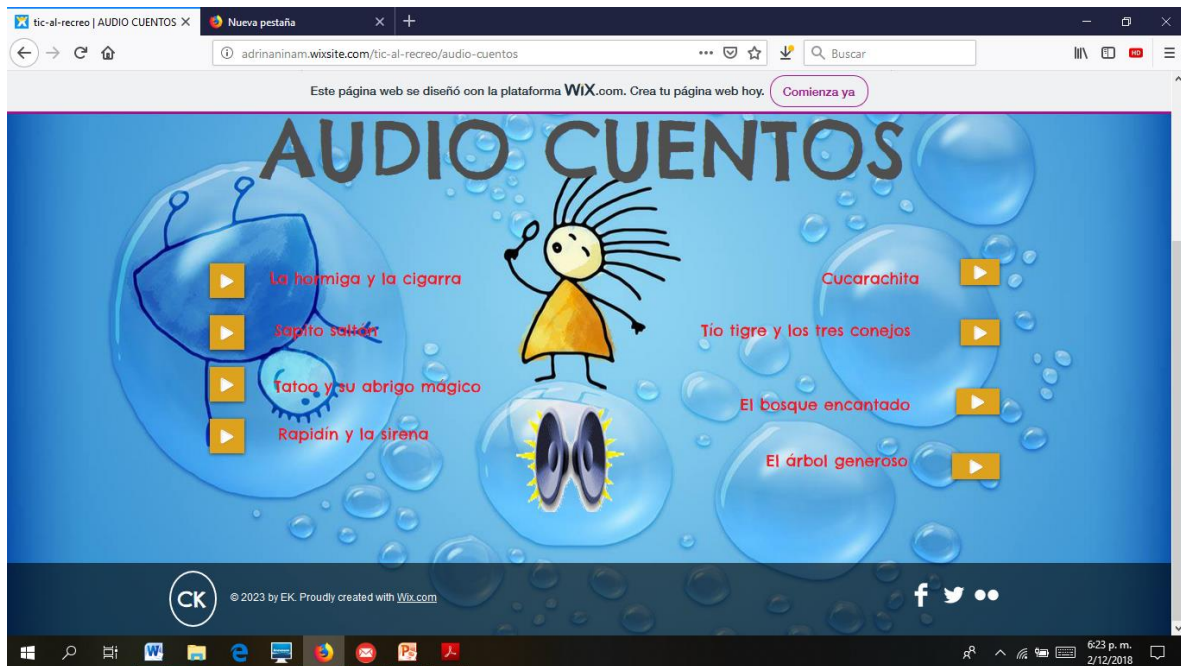 tic-al-recreo | AUDIO CUENTOS
Nueva pestaña
adrinaninam.wixsite.com/tic-al-recreo/audio-cuentos
Buscar
HD
Este página web se diseñó con la plataforma WiX.com. Crea tu página web hoy.
Comienza ya
AUDIO CUENTOS
La hormiga y la cigarra
Sapito saltón
Tatoo y su abrigo mágico
Rapidín y la sirena
Cucarachita
Tío tigre y los tres conejos
El bosque encantado
El árbol generoso
CK
© 2023 by EK. Proudly created with Wix.com
6:23 p. m.
2/12/2018